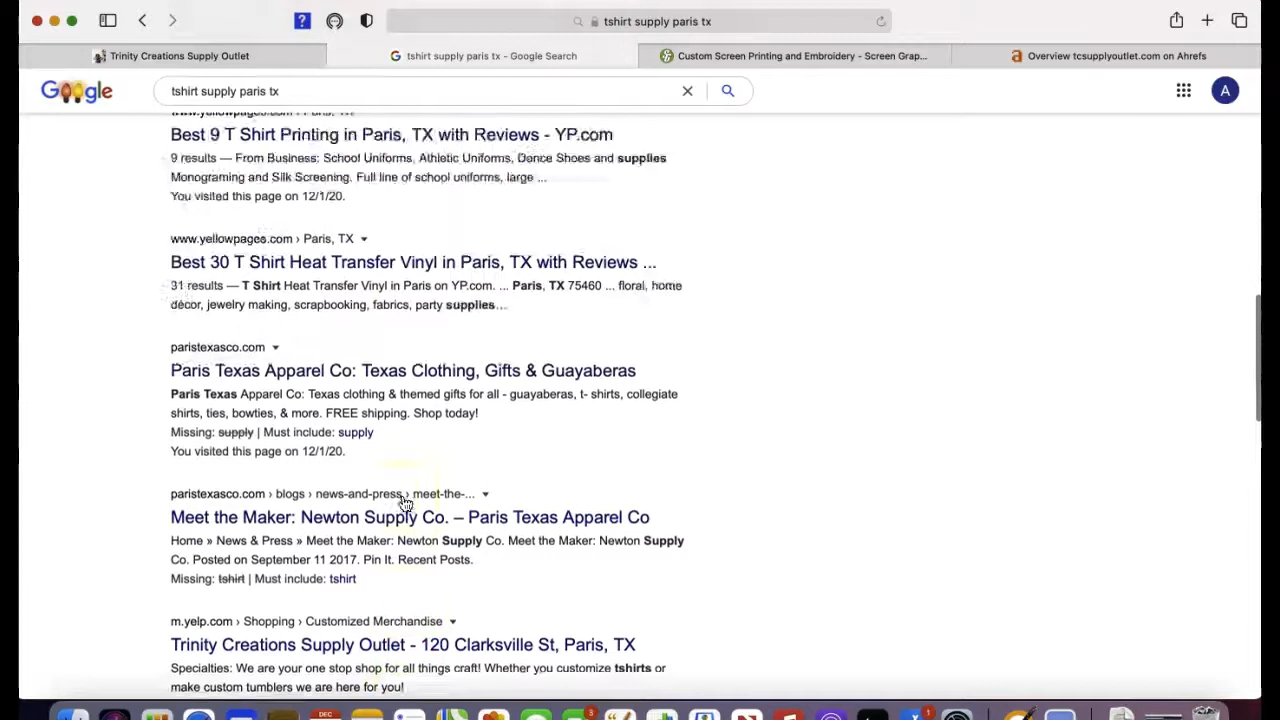 tshirt supply paris tx
Trinity Creations Supply Outlet
tshirt supply paris tx - Google Search
Custom Screen Printing and Embroidery - Screen Grap...
Overview tcsupplyoutlet.com on Ahrefs
Google
tshirt supply paris tx
A
www.yellowpages.com › Paris, TX
Best 9 T Shirt Printing in Paris, TX with Reviews - YP.com
9 results — From Business: School Uniforms, Athletic Uniforms, Dance Shoes and supplies
Monograming and Silk Screening. Full line of school uniforms, large ...
You visited this page on 12/1/20.
www.yellowpages.com › Paris, TX
Best 30 T Shirt Heat Transfer Vinyl in Paris, TX with Reviews ...
31 results — T Shirt Heat Transfer Vinyl in Paris on YP.com. ... Paris, TX 75460 ... floral, home
decor, jewelry making, scrapbooking, fabrics, party supplies...
paristexasco.com
Paris Texas Apparel Co: Texas Clothing, Gifts & Guayaberas
Paris Texas Apparel Co: Texas clothing & themed gifts for all - guayaberas, t- shirts, collegiate
shirts, ties, bowties, & more. FREE shipping. Shop today!
Missing: supply | Must include: supply
You visited this page on 12/1/20.
paristexasco.com › blogs › news-and-press › meet-the-...
Meet the Maker: Newton Supply Co. – Paris Texas Apparel Co
Home » News & Press » Meet the Maker: Newton Supply Co. Meet the Maker: Newton Supply
Co. Posted on September 11 2017. Pin It. Recent Posts.
Missing: tshirt | Must include: tshirt
m.yelp.com › Shopping › Customized Merchandise
Trinity Creations Supply Outlet - 120 Clarksville St, Paris, TX
Specialties: We are your one stop shop for all things craft! Whether you customize tshirts or
make custom tumblers we are here for you!
DEC
3
1